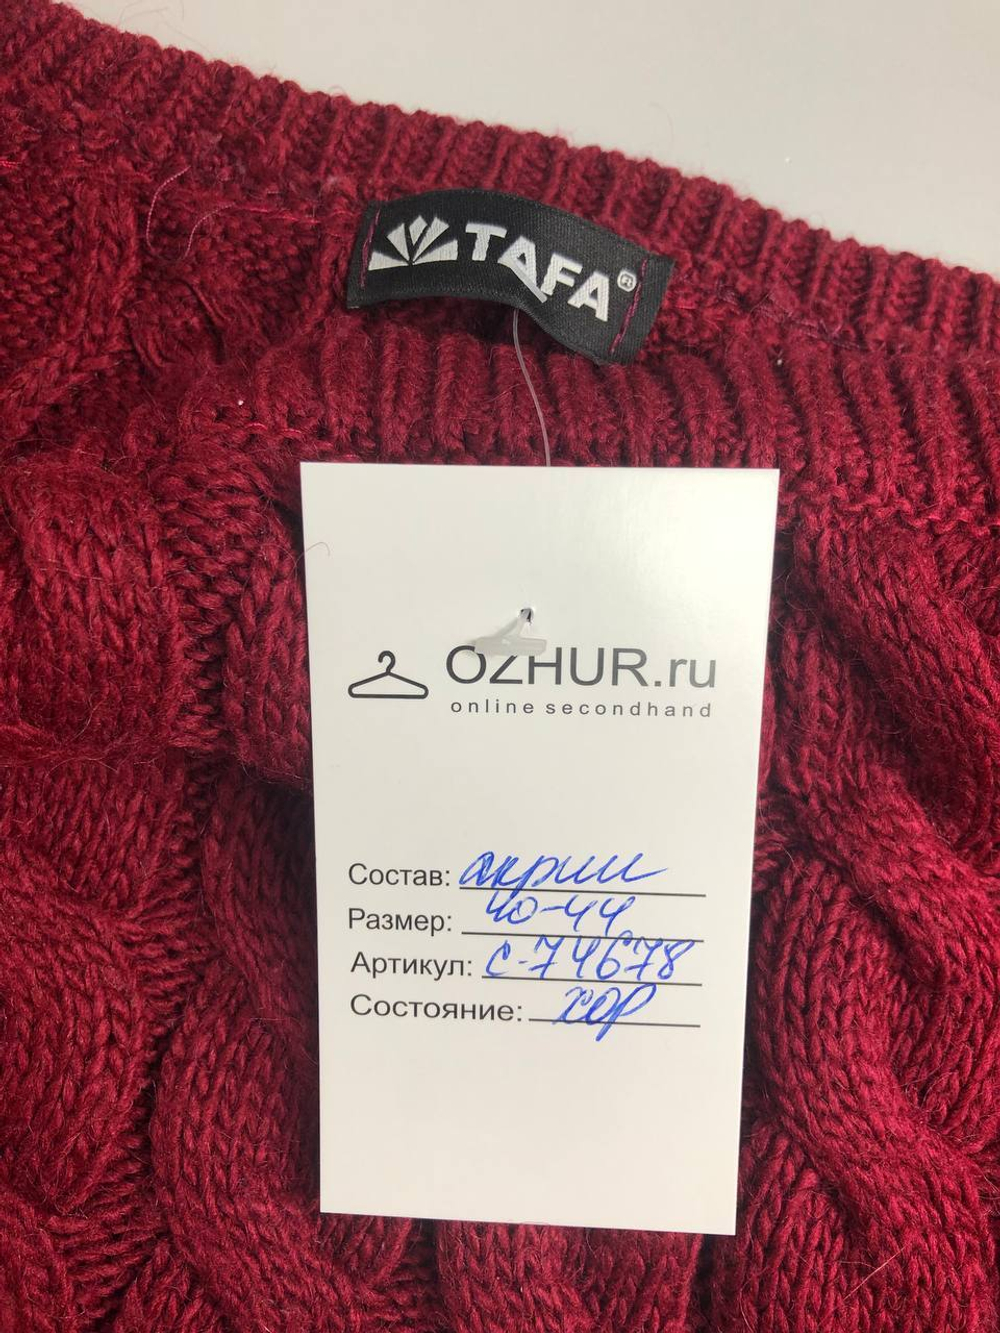 TAFA®
OZHUR.ru
online secondhand
Состав: акрил
Размер: 40-44
Артикул: С-74678
Состояние: хор